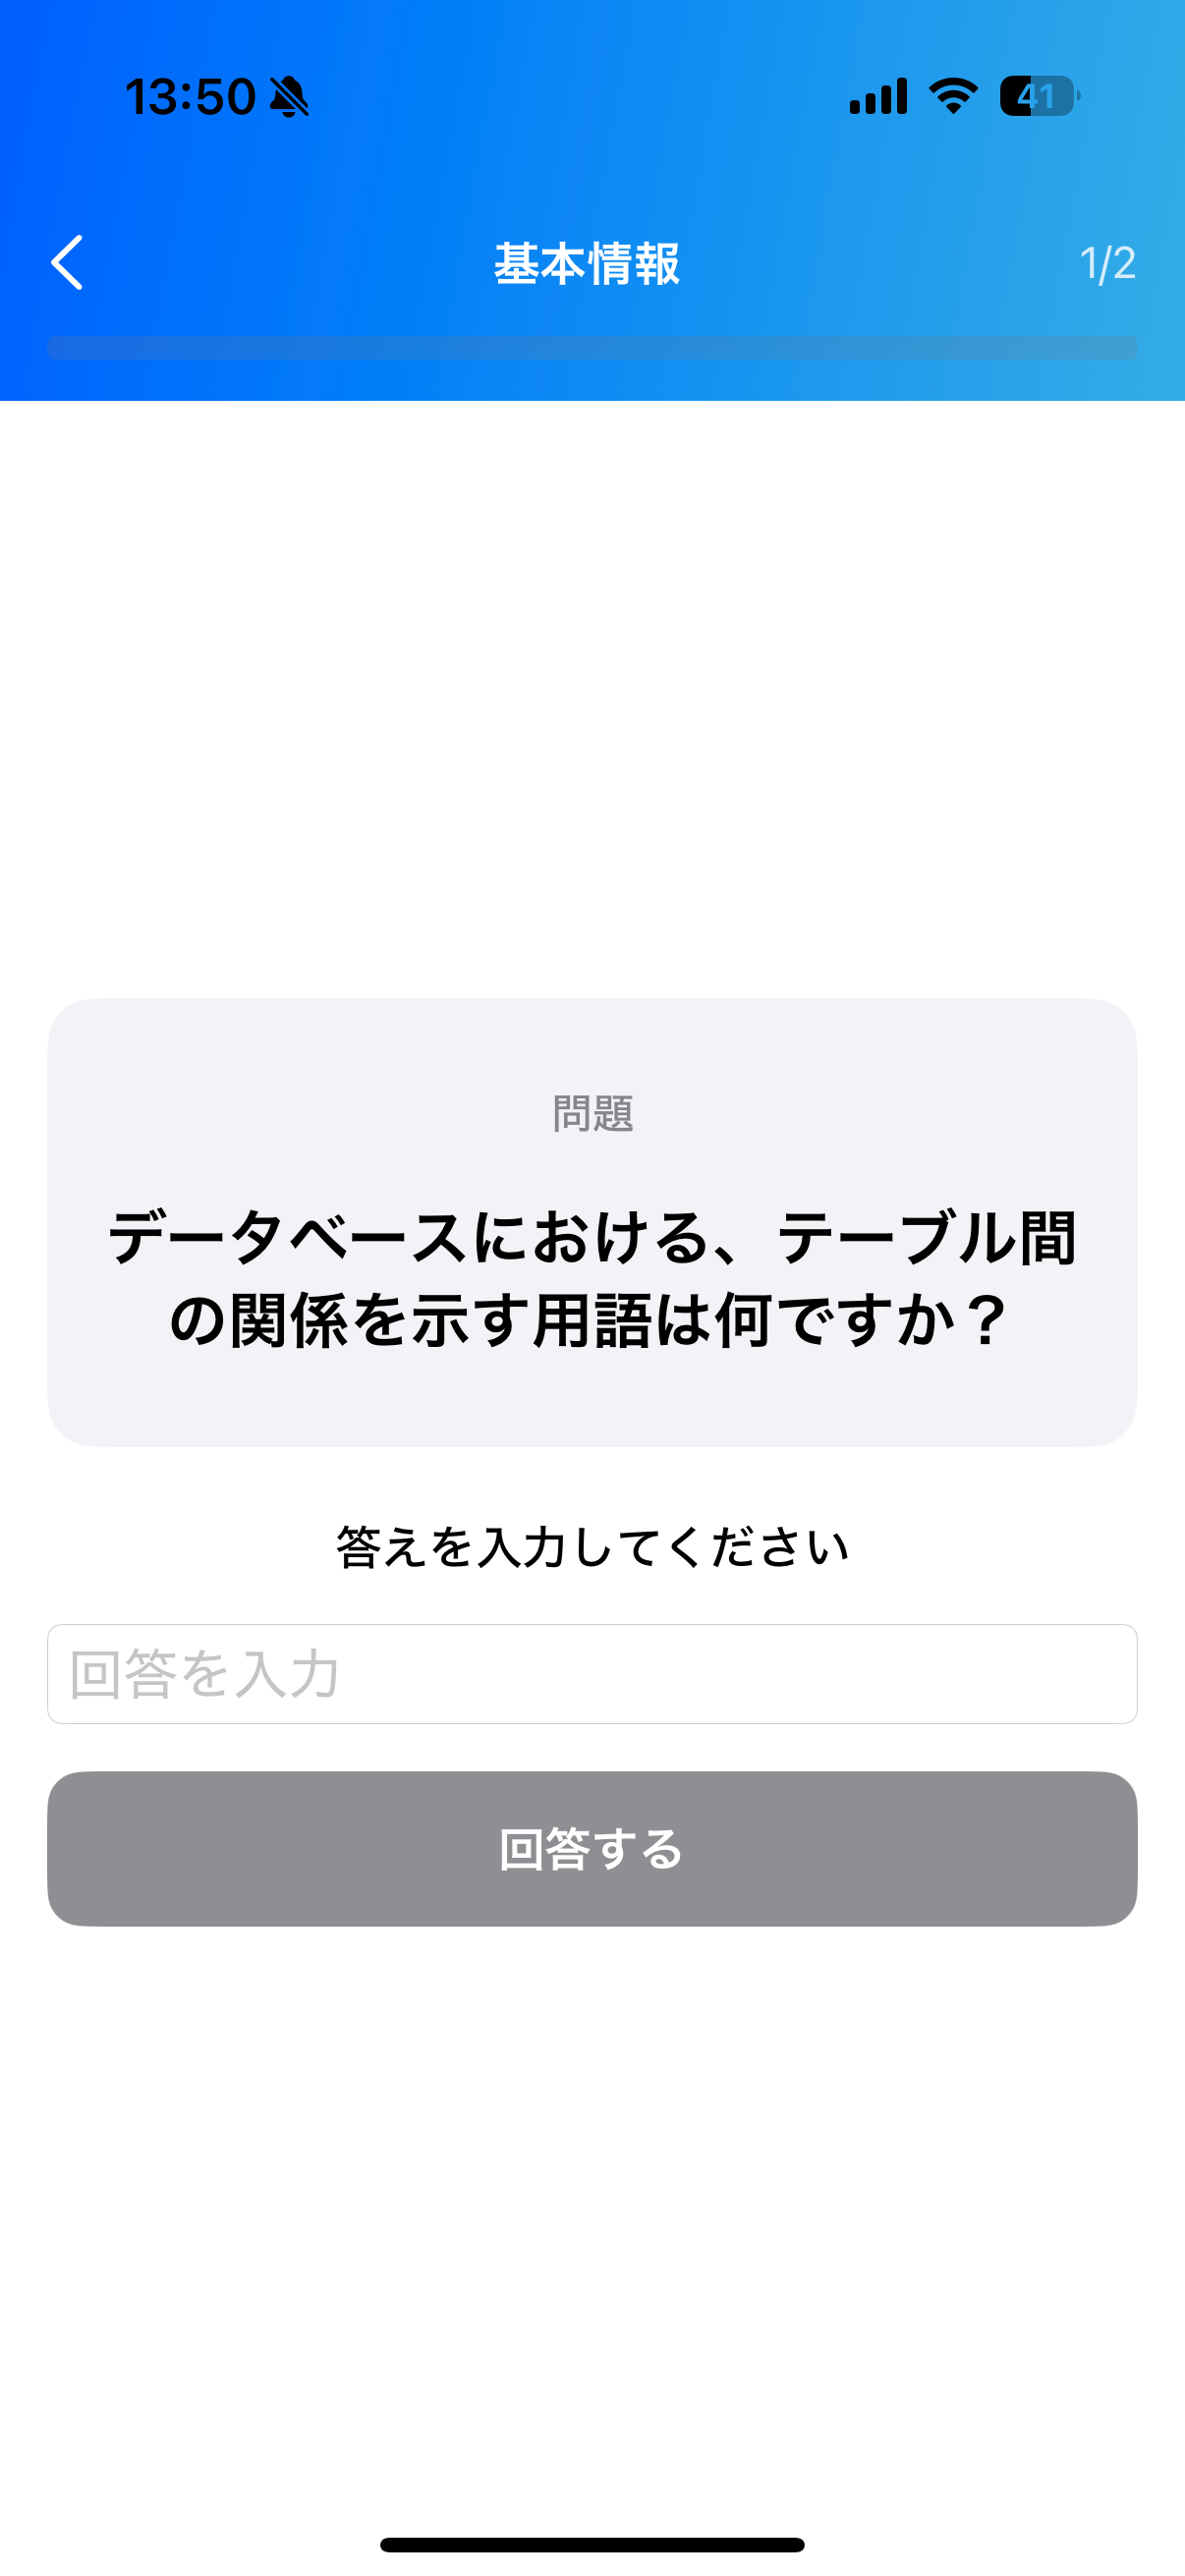 13:50
41
基本情報
1/2
問題
データベースにおける、テーブル間
の関係を示す用語は何ですか？
答えを入力してください
回答を入力
回答する